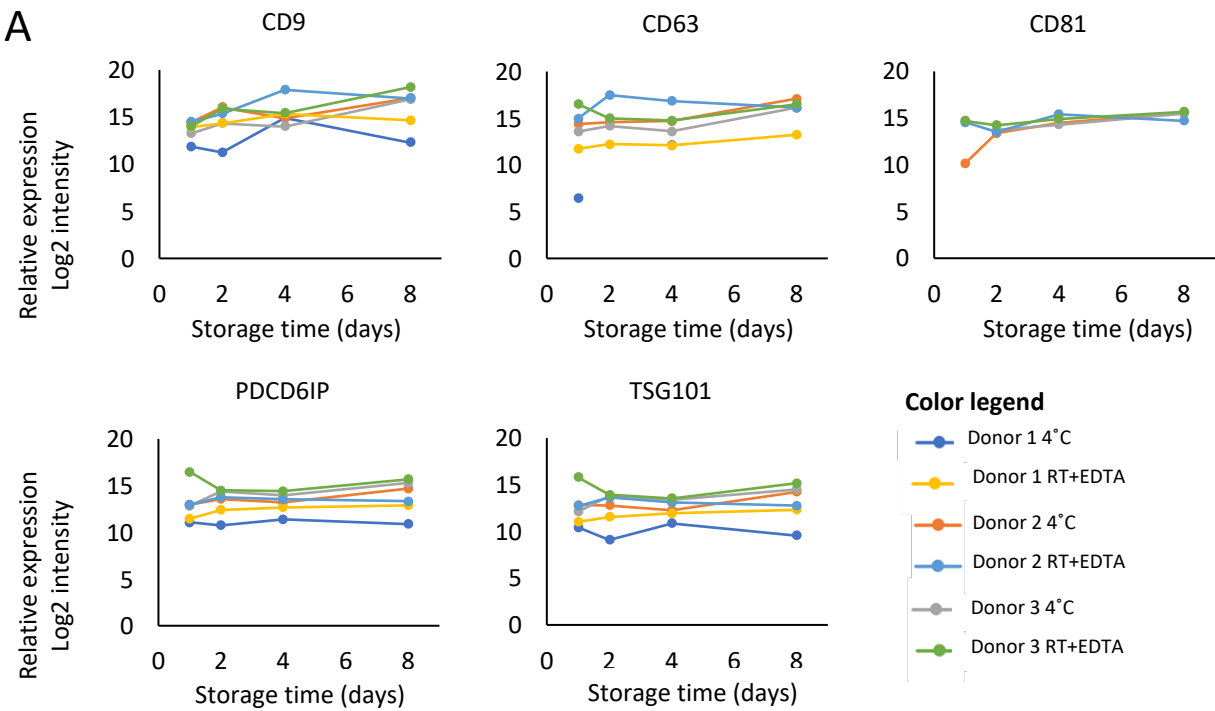 A
CD9
CD63
CD81
20
15
10
5
0
0 2 4 6 8
Storage time (days)
Relative expression
Log2 intensity
20
15
10
5
0
0 2 4 6 8
Storage time (days)
20
15
10
5
0
0 2 4 6 8
Storage time (days)
PDCD6IP
TSG101
20
15
10
5
0
0 2 4 6 8
Storage time (days)
Relative expression
Log2 intensity
20
15
10
5
0
0 2 4 6 8
Storage time (days)
Color legend
Donor 1 4˚C
Donor 1 RT+EDTA
Donor 2 4˚C
Donor 2 RT+EDTA
Donor 3 4˚C
Donor 3 RT+EDTA